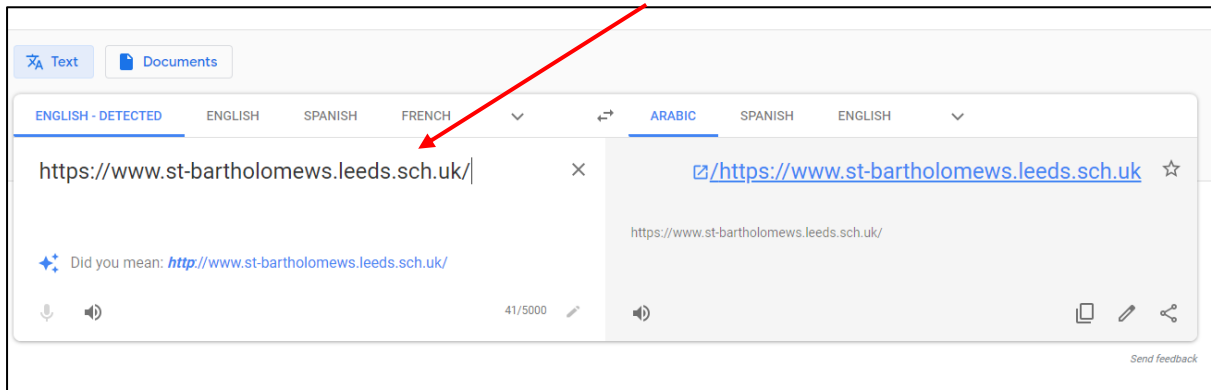 Text
Documents
ENGLISH - DETECTED ENGLISH SPANISH FRENCH ARABIC SPANISH ENGLISH
https://www.st-bartholomews.leeds.sch.uk/
/https://www.st-bartholomews.leeds.sch.uk
https://www.st-bartholomews.leeds.sch.uk/
Did you mean: http://www.st-bartholomews.leeds.sch.uk/
41/5000
Send feedback